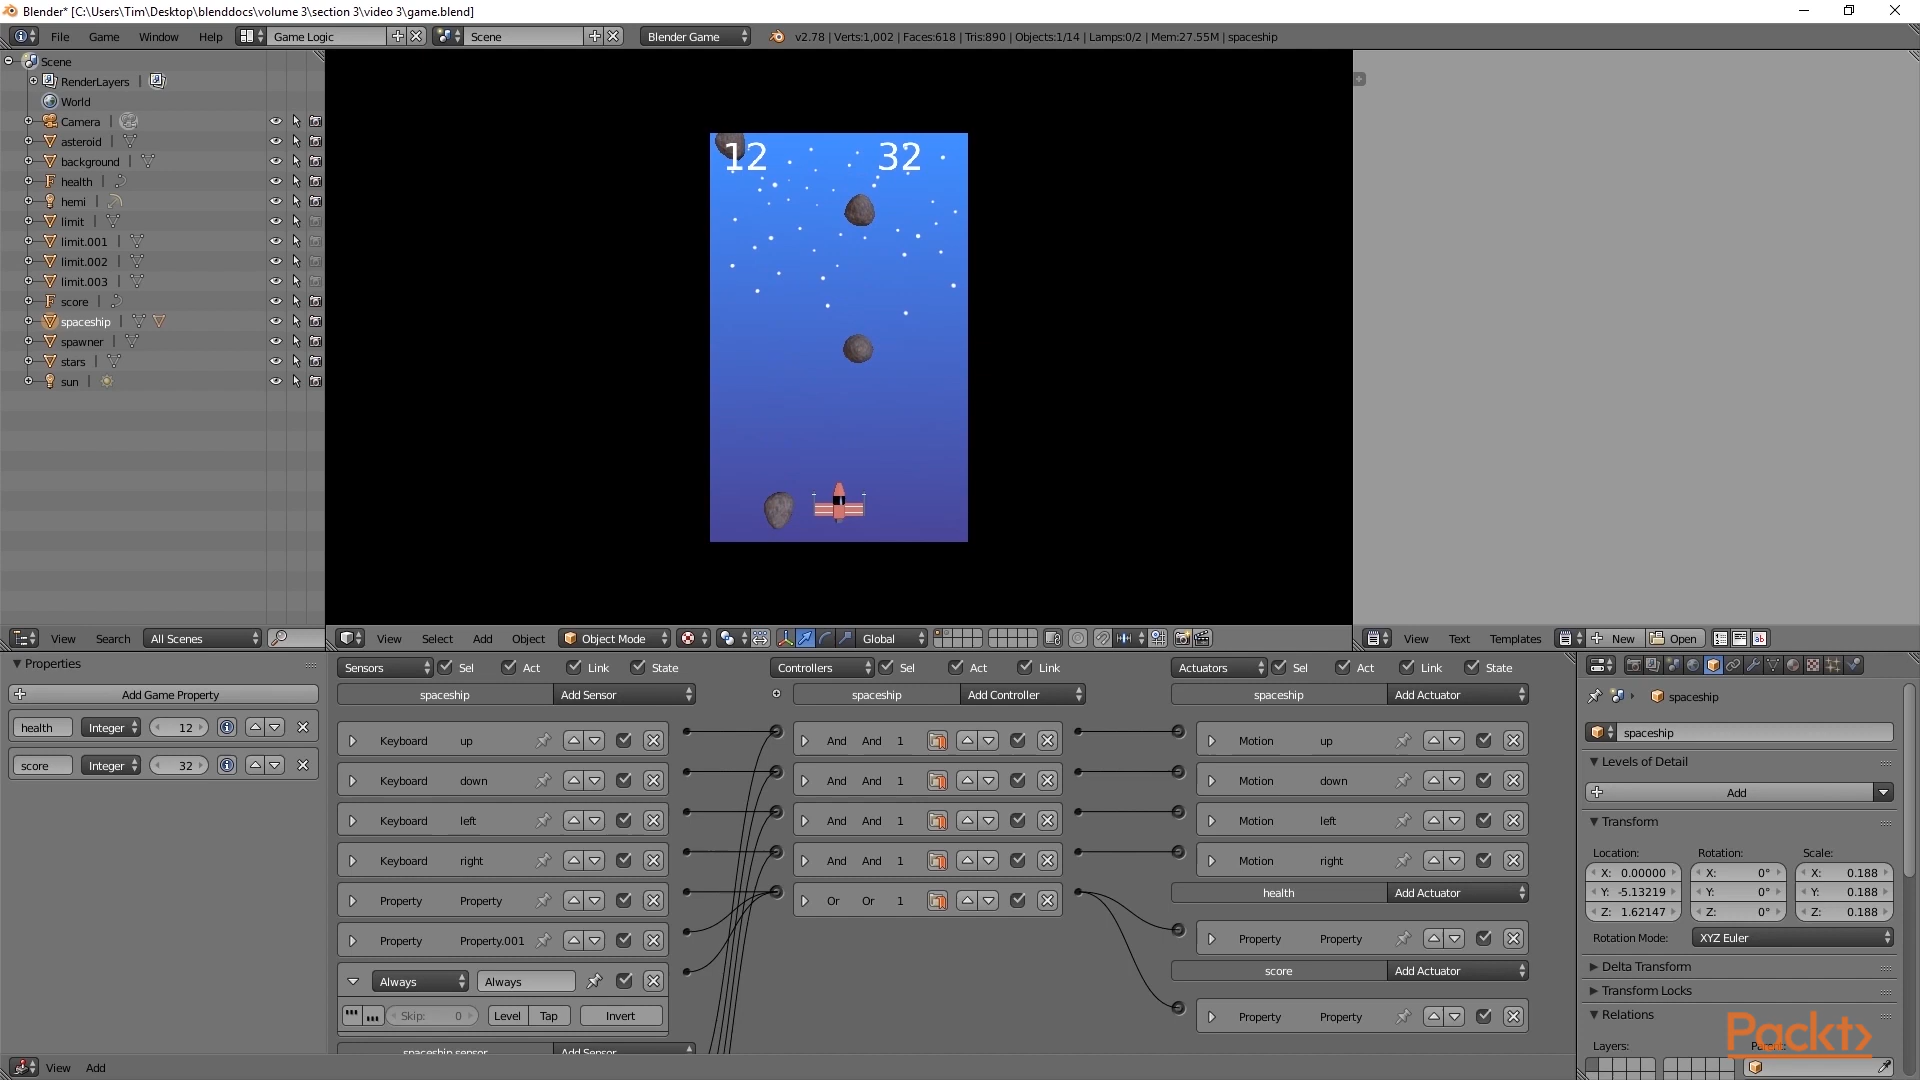 Blender* [C:\Users\Tim\Desktop\blenddocs\volume 3\section 3\video 3\game.blend]
File Game Window Help Game Logic Scene Blender Game v2.78 | Verts:1,002 | Faces:618 | Tris:890 | Objects:1/14 | Lamps:0/2 | Mem:27.55M | spaceship
Scene
RenderLayers
World
Camera
asteroid
background
health
hemi
limit
limit.001
limit.002
limit.003
score
spaceship
spawner
stars
sun
12 32
View Search All Scenes
View Select Add Object Object Mode Global
View Text Templates New Open
Properties
Add Game Property
health Integer 12
score Integer 32
Sensors Sel Act Link State
spaceship Add Sensor
Keyboard up
Keyboard down
Keyboard left
Keyboard right
Property Property
Property Property.001
Always Always
Skip: 0 Level Tap Invert
spaceship sensor Add Sensor
Controllers Sel Act Link
spaceship Add Controller
And And 1
And And 1
And And 1
And And 1
Or Or 1
Actuators Sel Act Link State
spaceship Add Actuator
Motion up
Motion down
Motion left
Motion right
health Add Actuator
Property Property
score Add Actuator
Property Property
spaceship
spaceship
Levels of Detail
Add
Transform
Location: Rotation: Scale:
X: 0.00000 X: 0° X: 0.188
Y: -5.13219 Y: 0° Y: 0.188
Z: 1.62147 Z: 0° Z: 0.188
Rotation Mode: XYZ Euler
Delta Transform
Transform Locks
Relations
Layers:
Packt
View Add